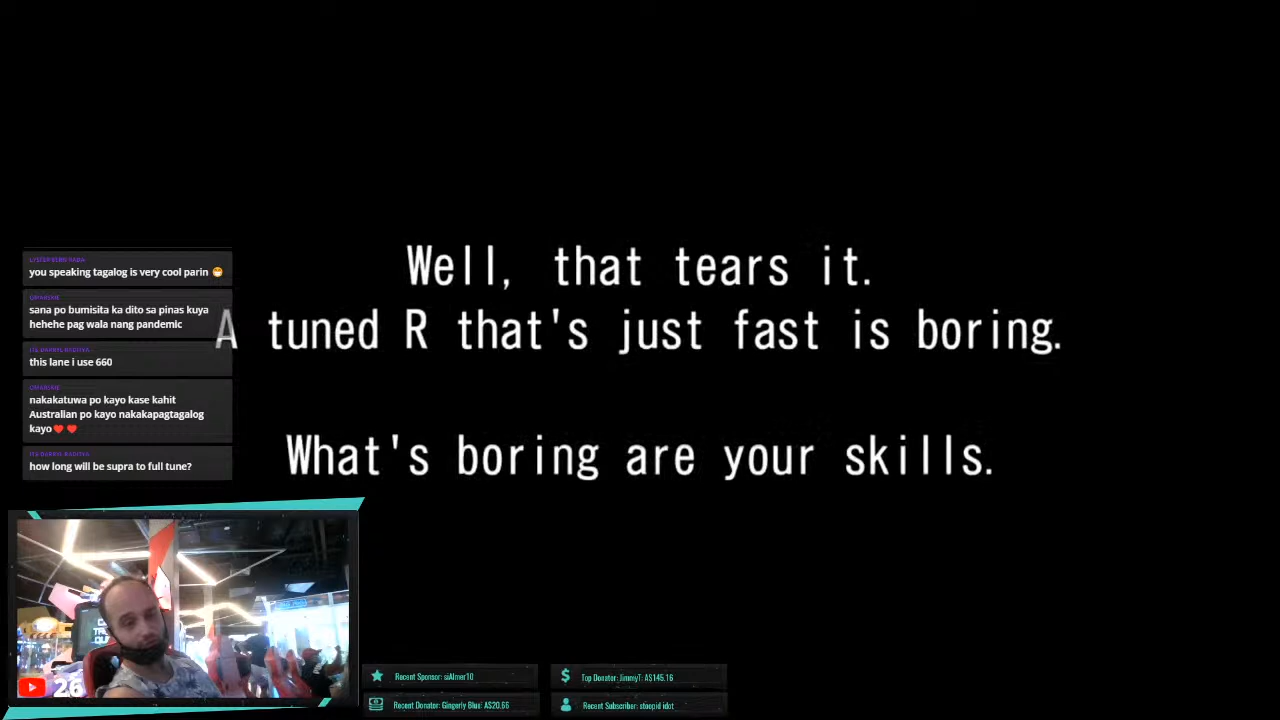 Well, that tears it.
A tuned R that's just fast is boring.
What's boring are your skills.
you speaking tagalog is very cool parin
sana po bumisita ka dito sa pinas kuya
hehehe pag wala nang pandemic
this lane i use 660
nakakatuwa po kayo kase kahit
Australian po kayo nakakapagtagalog
kayo
how long will be supra to full tune?
26
Recent Sponsor: siAlmer10
Top Donator: JimmyT: A$145.16
Recent Donator: Gingerly Blux: A$20.66
Recent Subscriber: stoopid idot